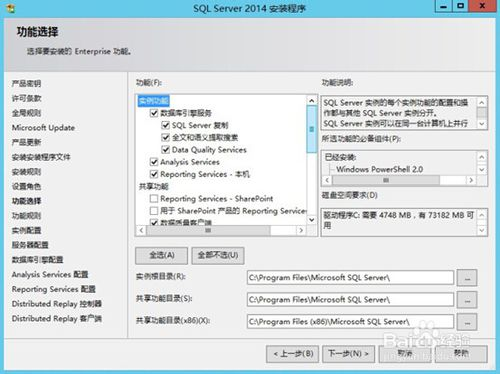 SQL Server 2014 安装程序
功能选择
选择要安装的 Enterprise 功能。
产品密钥
许可条款
全局规则
Microsoft Update
产品更新
安装安装程序文件
安装规则
设置角色
功能选择
功能规则
实例配置
服务器配置
数据库引擎配置
Analysis Services 配置
Reporting Services 配置
Distributed Replay 控制器
Distributed Replay 客户端
功能(F):
实例功能
数据库引擎服务
SQL Server 复制
全文和语义提取搜索
Data Quality Services
Analysis Services
Reporting Services - 本机
共享功能
Reporting Services - SharePoint
用于 SharePoint 产品的 Reporting Services
数据质量客户端
功能说明:
SQL Server 实例的每个实例功能的配置和操
作都与其他 SQL Server 实例分开。
SQL Server 实例可以在同一台计算机上并行
所选功能的必备组件(P):
已经安装:
Windows PowerShell 2.0
磁盘空间要求(D)
驱动程序C: 需要 4748 MB，有 73182 MB 可
用
全选(A)
全部不选(U)
实例根目录(R):
C:\Program Files\Microsoft SQL Server\
...
共享功能目录(S):
C:\Program Files\Microsoft SQL Server\
...
共享功能目录(x86)(X):
C:\Program Files (x86)\Microsoft SQL Server\
...
< 上一步(B)
下一步(N) >
取消
帮助
Baidu经验